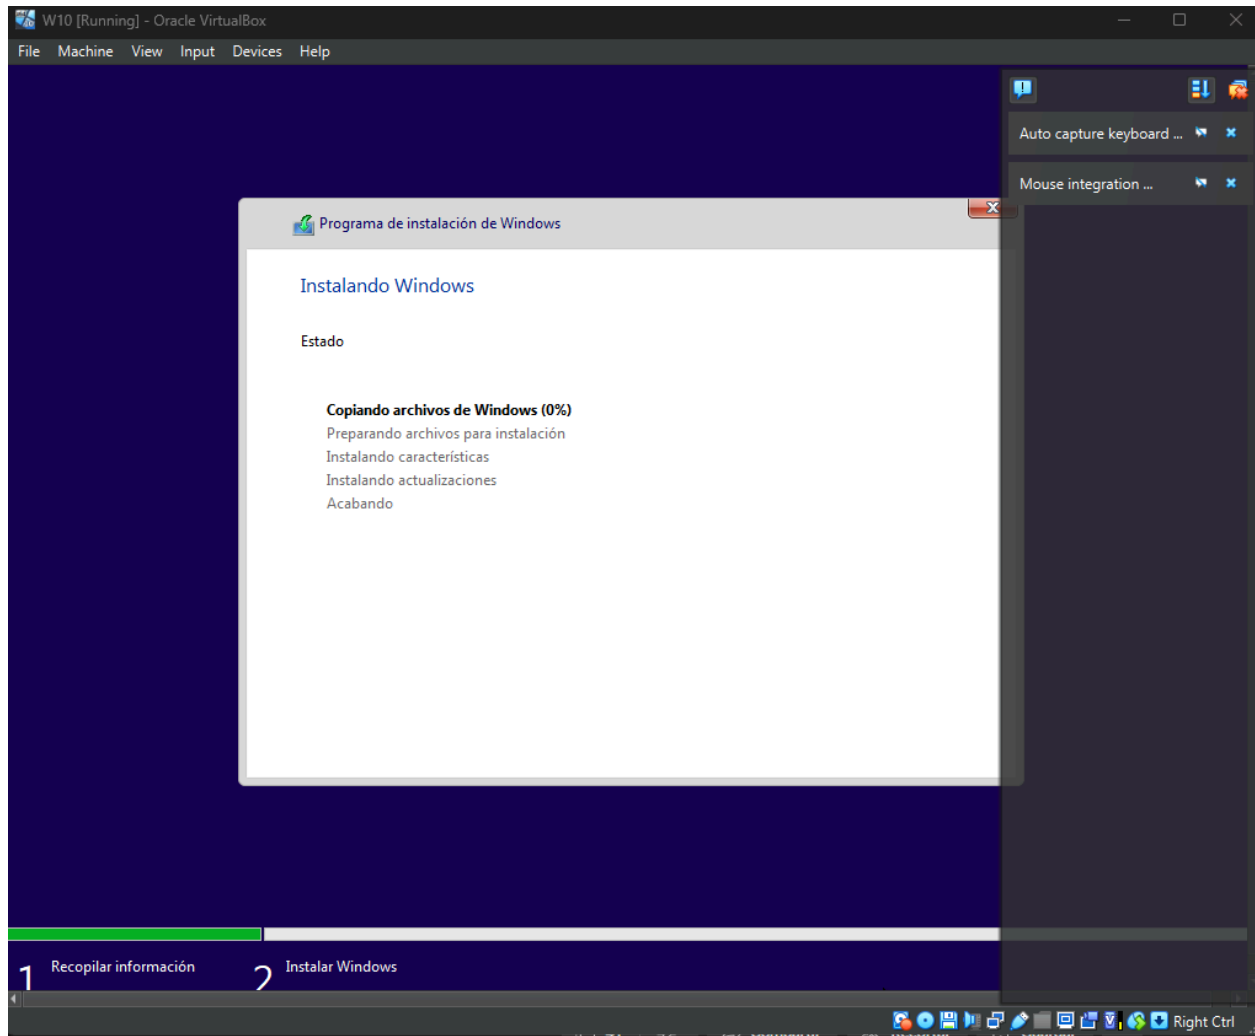 W10 [Running] - Oracle VirtualBox
File Machine View Input Devices Help
Auto capture keyboard ...
Mouse integration ...
Programa de instalación de Windows
Instalando Windows
Estado
Copiando archivos de Windows (0%)
Preparando archivos para instalación
Instalando características
Instalando actualizaciones
Acabando
1 Recopilar información 2 Instalar Windows
Right Ctrl